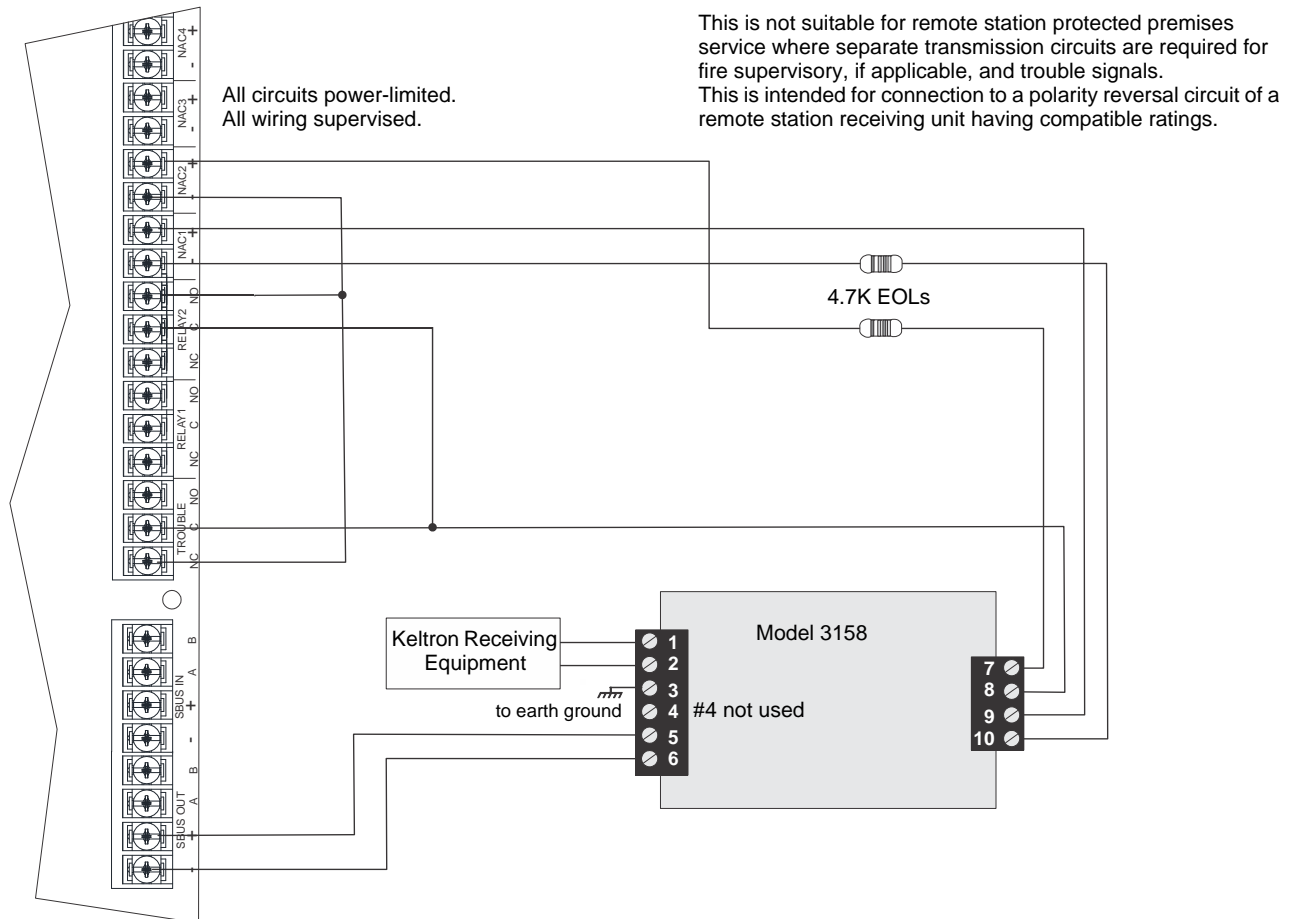 This is not suitable for remote station protected premises
service where separate transmission circuits are required for
fire supervisory, if applicable, and trouble signals.
This is intended for connection to a polarity reversal circuit of a
remote station receiving unit having compatible ratings.
All circuits power-limited.
All wiring supervised.
+
NAC4
-
+
NAC3
-
+
NAC2
-
+
NAC1
-
NO
RELAY2
C
NC
NO
RELAY1
C
NC
NO
TROUBLE
C
NC
4.7K EOLs
B
A
SBUS IN
+
-
B
A
SBUS OUT
+
-
Keltron Receiving
Equipment
to earth ground
1
2
3
4
5
6
#4 not used
Model 3158
7
8
9
10